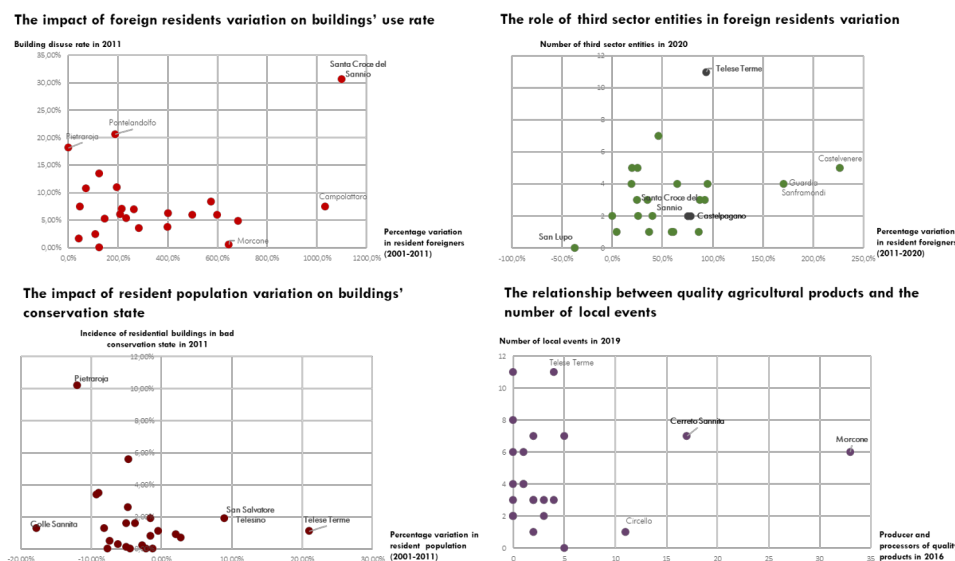 The impact of foreign residents variation on buildings' use rate
Building disuse rate in 2011
35,00%
30,00%
25,00%
20,00%
15,00%
10,00%
5,00%
0,00%
0,0% 200,0% 400,0% 600,0% 800,0% 1000,0% 1200,0%
Santa Croce del
Sannio
Pontelandolfo
Pietraroja
Campolattaro
Morcone
Percentage variation
in resident foreigners
(2001-2011)
The role of third sector entities in foreign residents variation
Number of third sector entities in 2020
12
10
8
6
4
2
0
-100,0% -50,0% 0,0% 50,0% 100,0% 150,0% 200,0% 250,0%
Telese Terme
Castelvenere
Guardia
Sanframondi
Santa Croce del
Sannio
Castelpagano
San Lupo
Percentage variation
in resident foreigners
(2011-2020)
The impact of resident population variation on buildings'
conservation state
Incidence of residential buildings in bad
conservation state in 2011
12,00%
10,00%
8,00%
6,00%
4,00%
2,00%
0,00%
-20,00% -10,00% 0,00% 10,00% 20,00% 30,00%
Pietraroja
Colle Sannita
San Salvatore
Telesino
Telese Terme
Percentage variation in
resident population
(2001-2011)
The relationship between quality agricultural products and the
number of local events
Number of local events in 2019
12
10
8
6
4
2
0
0 5 10 15 20 25 30 35
Telese Terme
Cerreto Sannita
Morcone
Circello
Producer and
processors of quality
products in 2016